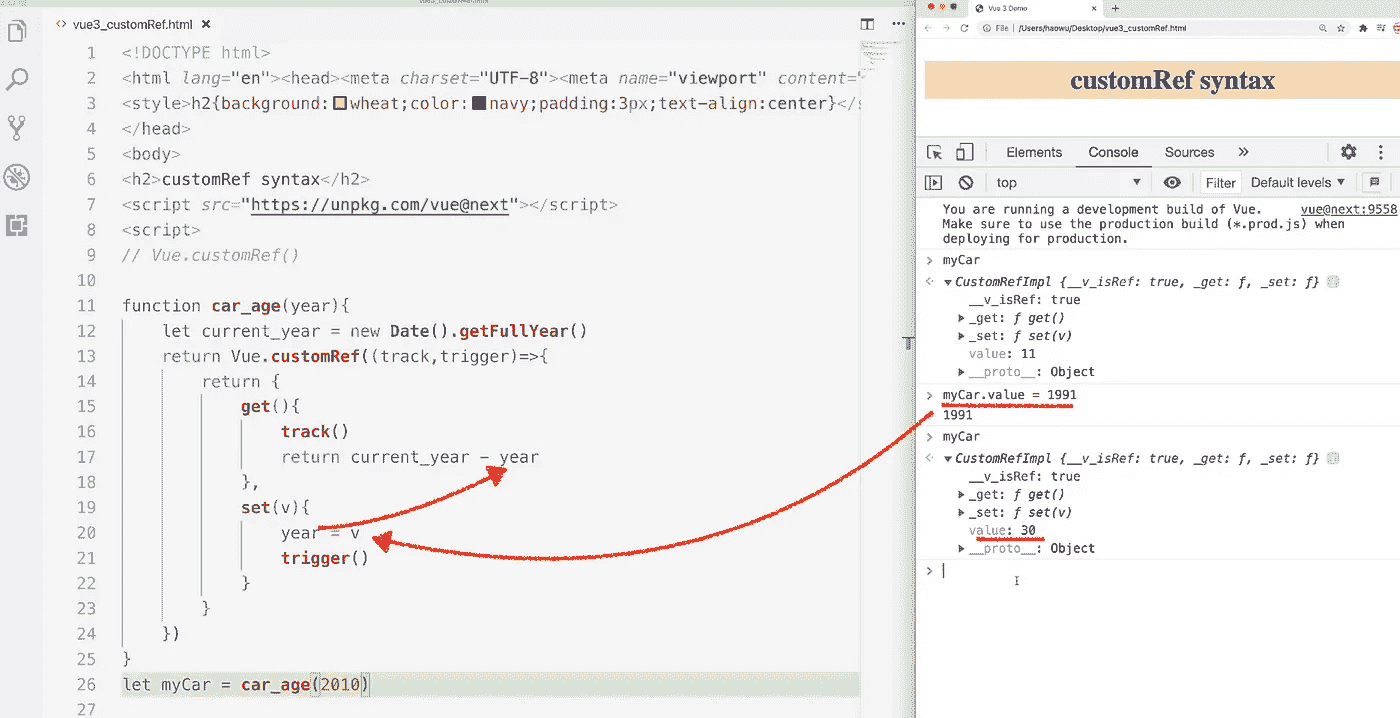 vue3_customRef.html
1 <!DOCTYPE html>
2 <html lang="en"><head><meta charset="UTF-8"><meta name="viewport" content="
3 <style>h2{background:wheat;color:navy;padding:3px;text-align:center}</s
4 </head>
5 <body>
6 <h2>customRef syntax</h2>
7 <script src="https://unpkg.com/vue@next"></script>
8 <script>
9 // Vue.customRef()
10
11 function car_age(year){
12 let current_year = new Date().getFullYear()
13 return Vue.customRef((track,trigger)=>{
14 return {
15 get(){
16 track()
17 return current_year - year
18 },
19 set(v){
20 year = v
21 trigger()
22 }
23 }
24 })
25 }
26 let myCar = car_age(2010)
27
Vue 3 Demo
File | /Users/haowu/Desktop/vue3_customRef.html
customRef syntax
Elements Console Sources »
top Filter Default levels ▼
You are running a development build of Vue. vue@next:9558
Make sure to use the production build (*.prod.js) when
deploying for production.
> myCar
CustomRefImpl {__v_isRef: true, _get: ƒ, _set: ƒ}
__v_isRef: true
_get: ƒ get()
_set: ƒ set(v)
value: 11
__proto__: Object
> myCar.value = 1991
1991
> myCar
CustomRefImpl {__v_isRef: true, _get: ƒ, _set: ƒ}
__v_isRef: true
_get: ƒ get()
_set: ƒ set(v)
value: 30
__proto__: Object
>